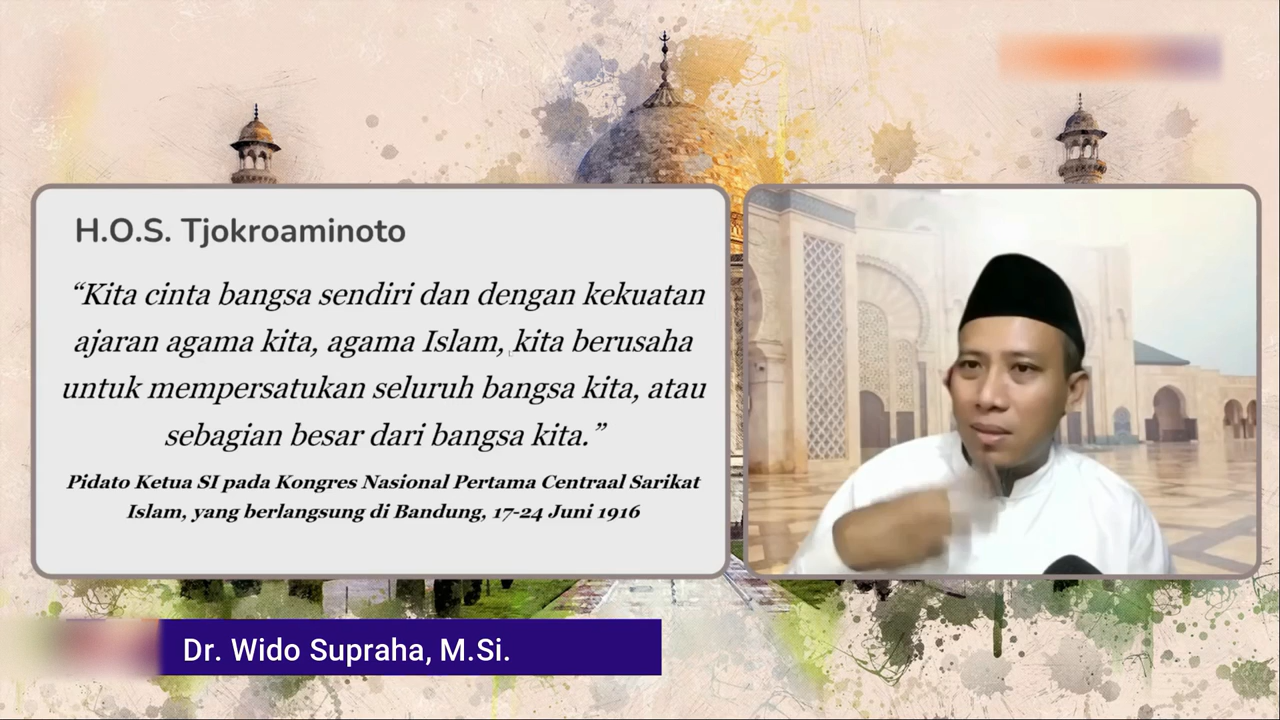 H.O.S. Tjokroaminoto
“Kita cinta bangsa sendiri dan dengan kekuatan
ajaran agama kita, agama Islam, kita berusaha
untuk mempersatukan seluruh bangsa kita, atau
sebagian besar dari bangsa kita.”
Pidato Ketua SI pada Kongres Nasional Pertama Centraal Sarikat
Islam, yang berlangsung di Bandung, 17-24 Juni 1916
Dr. Wido Supraha, M.Si.